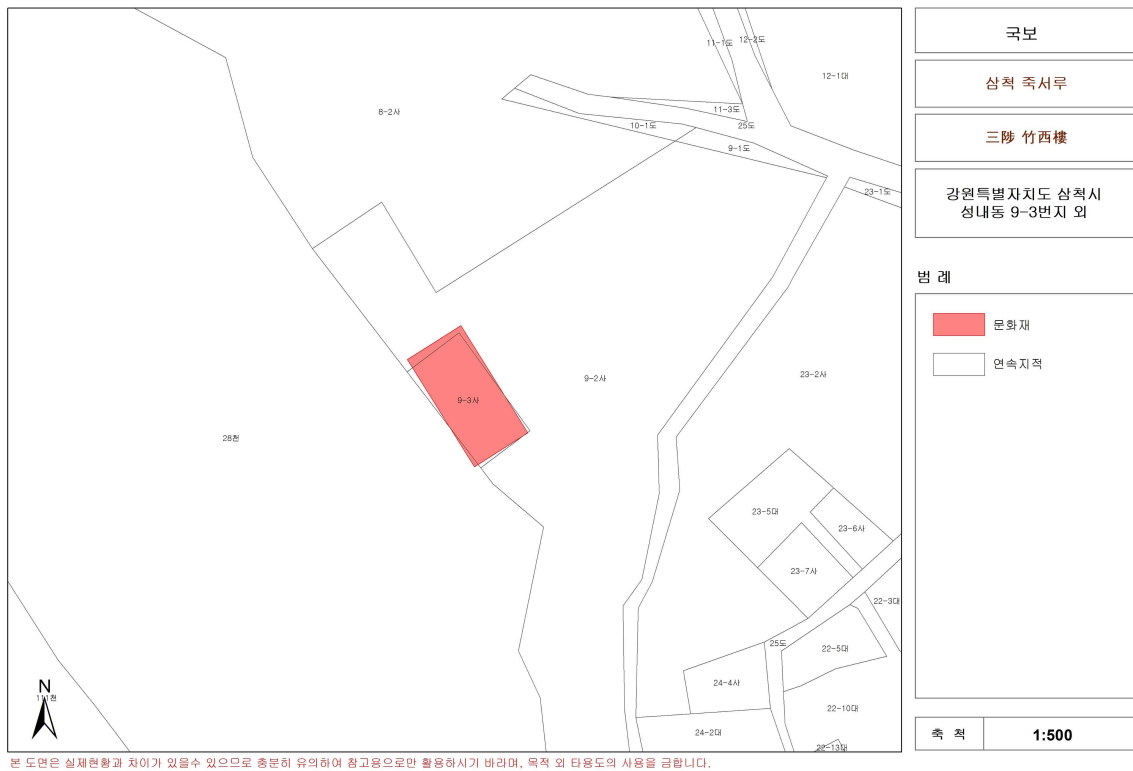 국보
삼척 죽서루
三陟 竹西樓
강원특별자치도 삼척시
성내동 9-3번지 외
범 례
문화재
연속지적
축 척 1:500
11-1도
12-2도
12-1대
8-2사
11-3도
10-1도
25도
9-1도
23-1도
9-2사
23-2사
9-3사
28천
23-5대
23-6사
23-7사
22-3대
25도
22-5대
24-4사
22-10대
24-2대
22-13대
N
111천
본 도면은 실제현황과 차이가 있을수 있으므로 충분히 유의하여 참고용으로만 활용하시기 바라며, 목적 외 타용도의 사용을 금합니다.